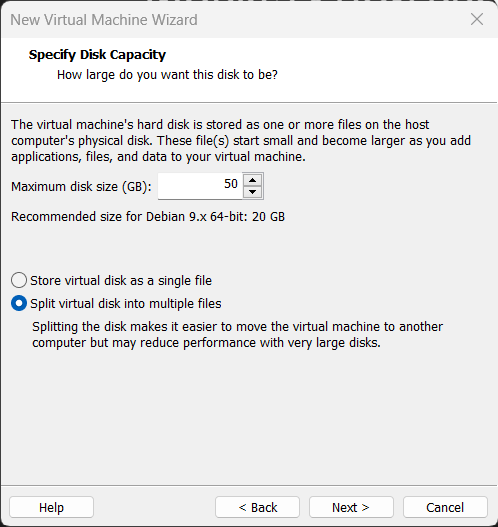 New Virtual Machine Wizard
Specify Disk Capacity
How large do you want this disk to be?
The virtual machine's hard disk is stored as one or more files on the host
computer's physical disk. These file(s) start small and become larger as you add
applications, files, and data to your virtual machine.
Maximum disk size (GB): 50
Recommended size for Debian 9.x 64-bit: 20 GB
Store virtual disk as a single file
Split virtual disk into multiple files
Splitting the disk makes it easier to move the virtual machine to another
computer but may reduce performance with very large disks.
Help < Back Next > Cancel